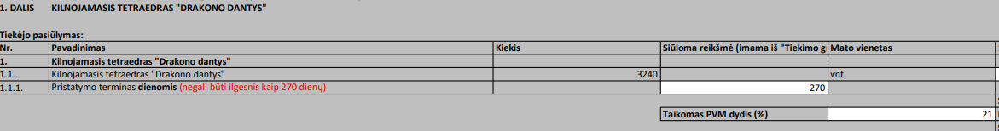 1. DALIS KILNOJAMASIS TETRAEDRAS "DRAKONO DANTYS"
Tiekėjo pasiūlymas:
Nr. Pavadinimas Kiekis Siūloma reikšmė (imama iš "Tiekimo g Mato vienetas
1. Kilnojamasis tetraedras "Drakono dantys"
1.1. Kilnojamasis tetraedras "Drakono dantys" 3240 vnt.
1.1.1. Pristatymo terminas dienomis (negali būti ilgesnis kaip 270 dienų) 270
Taikomas PVM dydis (%) 21